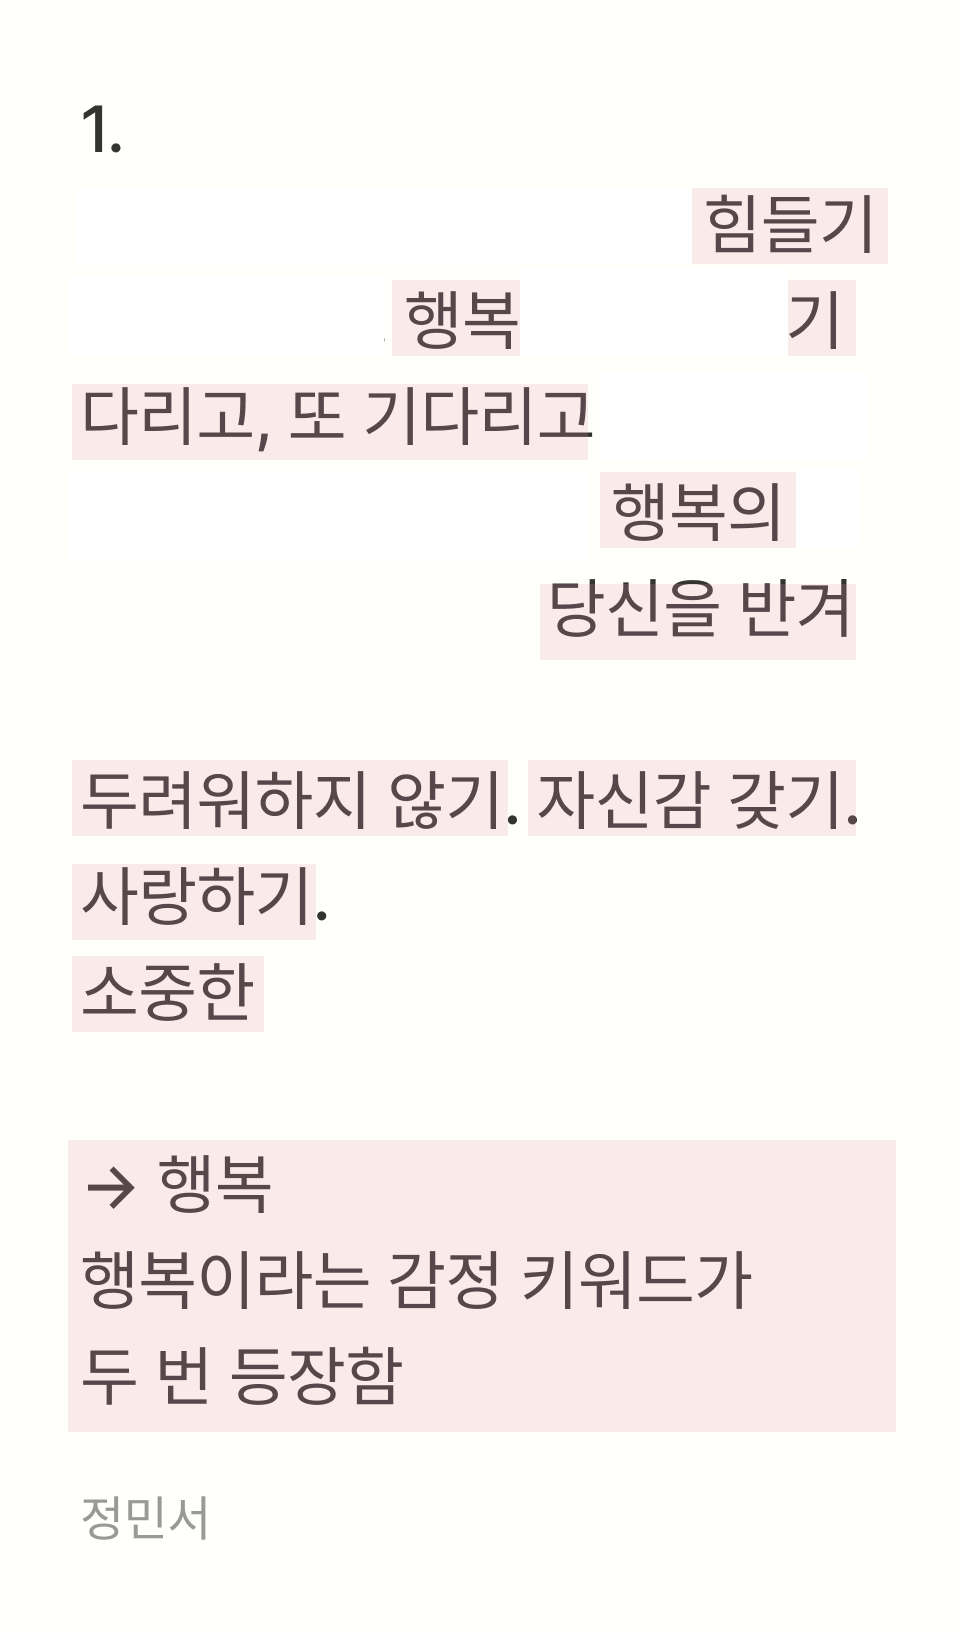 1.
힘들기
행복 기
다리고, 또 기다리고
행복의
당신을 반겨
두려워하지 않기. 자신감 갖기.
사랑하기.
소중한
→ 행복
행복이라는 감정 키워드가
두 번 등장함
정민서